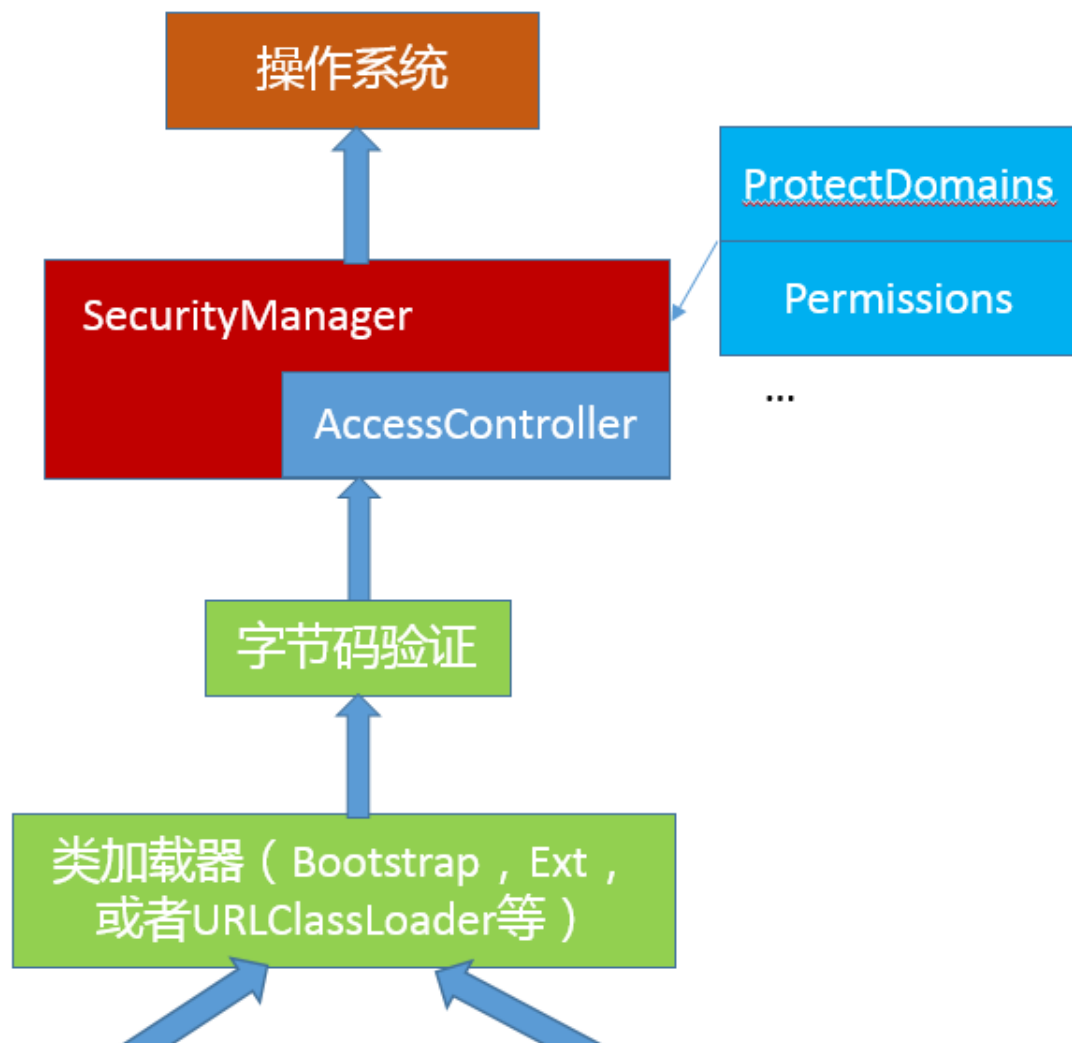 操作系统
ProtectDomains
Permissions
...
SecurityManager
AccessController
字节码验证
类加载器（Bootstrap，Ext，
或者URLClassLoader等）